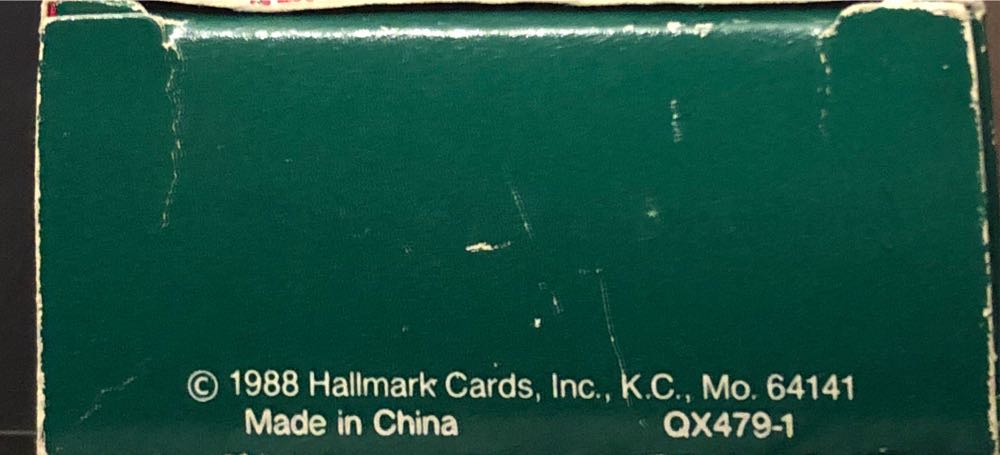 © 1988 Hallmark Cards, Inc., K.C., Mo. 64141
Made in China QX479-1